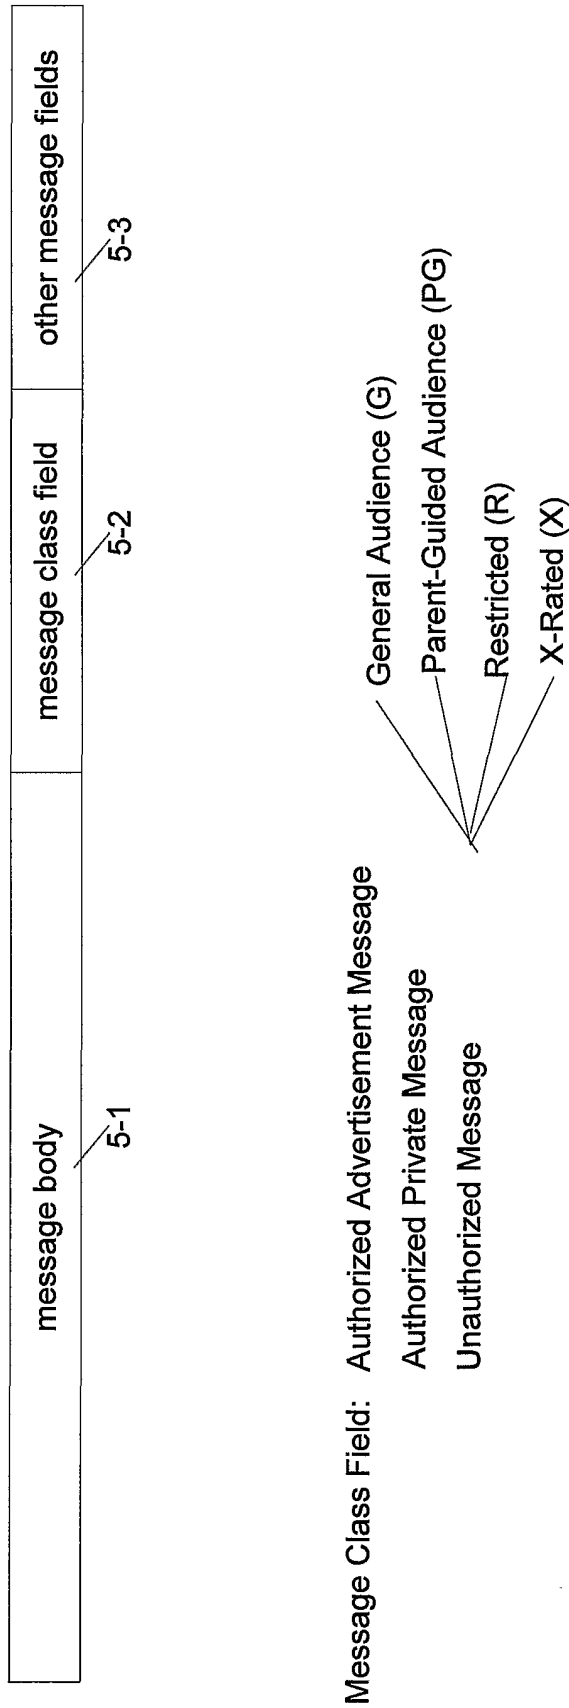 message body
message class field
other message fields
5-1
5-2
5-3
Message Class Field: Authorized Advertisement Message
Authorized Private Message
Unauthorized Message
General Audience (G)
Parent-Guided Audience (PG)
Restricted (R)
X-Rated (X)